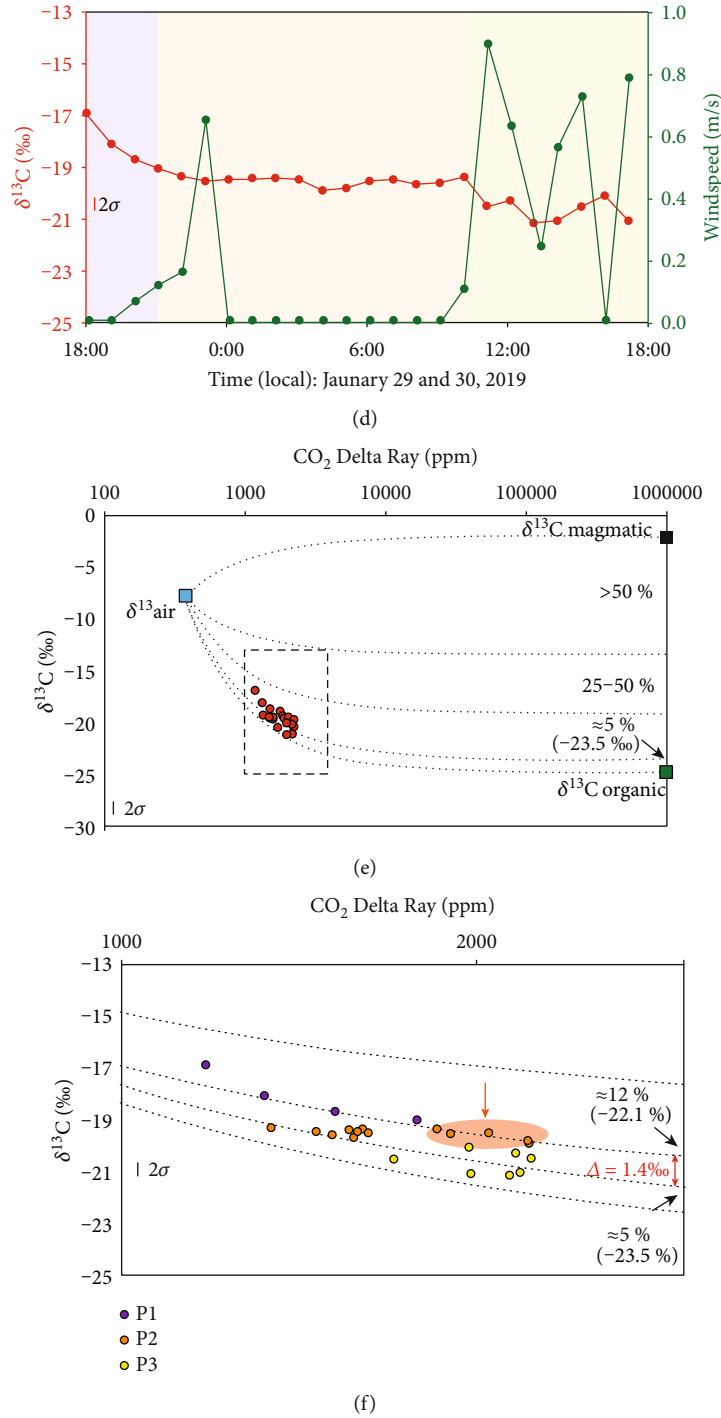 −13
−15
−17
−19
−21
−23
−25
δ¹³C (‰)
2σ
1.0
0.8
0.6
0.4
0.2
0.0
Windspeed (m/s)
18:00 0:00 6:00 12:00 18:00
Time (local): Jaunary 29 and 30, 2019
(d)
CO₂ Delta Ray (ppm)
100 1000 10000 100000 1000000
0
−5
−10
−15
−20
−25
−30
δ¹³C (‰)
δ¹³C magmatic
δ¹³air
>50 %
25−50 %
≈5 %
(−23.5 ‰)
δ¹³C organic
2σ
(e)
CO₂ Delta Ray (ppm)
1000 2000
−13
−15
−17
−19
−21
−23
−25
δ¹³C (‰)
≈12 %
(−22.1 %)
2σ
Δ = 1.4‰
≈5 %
(−23.5 %)
P1
P2
P3
(f)